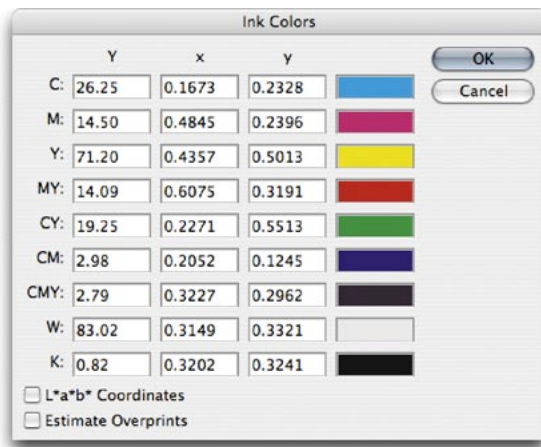 Ink Colors
Y x y
C: 26.25 0.1673 0.2328
M: 14.50 0.4845 0.2396
Y: 71.20 0.4357 0.5013
MY: 14.09 0.6075 0.3191
CY: 19.25 0.2271 0.5513
CM: 2.98 0.2052 0.1245
CMY: 2.79 0.3227 0.2962
W: 83.02 0.3149 0.3321
K: 0.82 0.3202 0.3241
L*a*b* Coordinates
Estimate Overprints
OK
Cancel